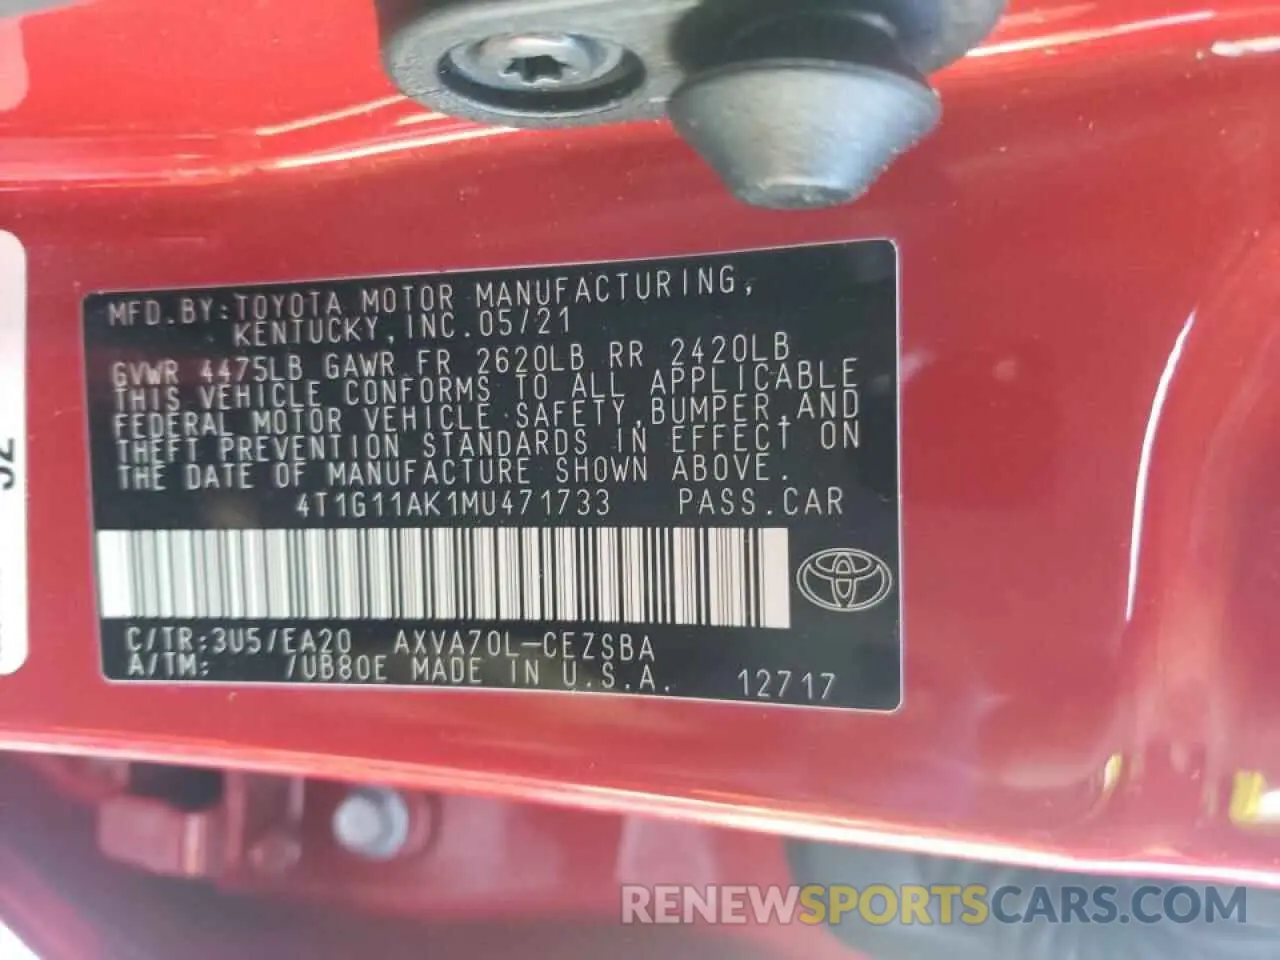 MFD.BY:TOYOTA MOTOR MANUFACTURING,
KENTUCKY,INC.05/21
GVWR 4475LB GAWR FR 2620LB RR 2420LB
THIS VEHICLE CONFORMS TO ALL APPLICABLE
FEDERAL MOTOR VEHICLE SAFETY,BUMPER,AND
THEFT PREVENTION STANDARDS IN EFFECT ON
THE DATE OF MANUFACTURE SHOWN ABOVE.
4T1G11AK1MU471733 PASS.CAR
C/TR:3U5/EA20 AXVA70L-CEZSBA
A/TM: /UB80E MADE IN U.S.A. 12717
RENEWSPORTSCARS.COM